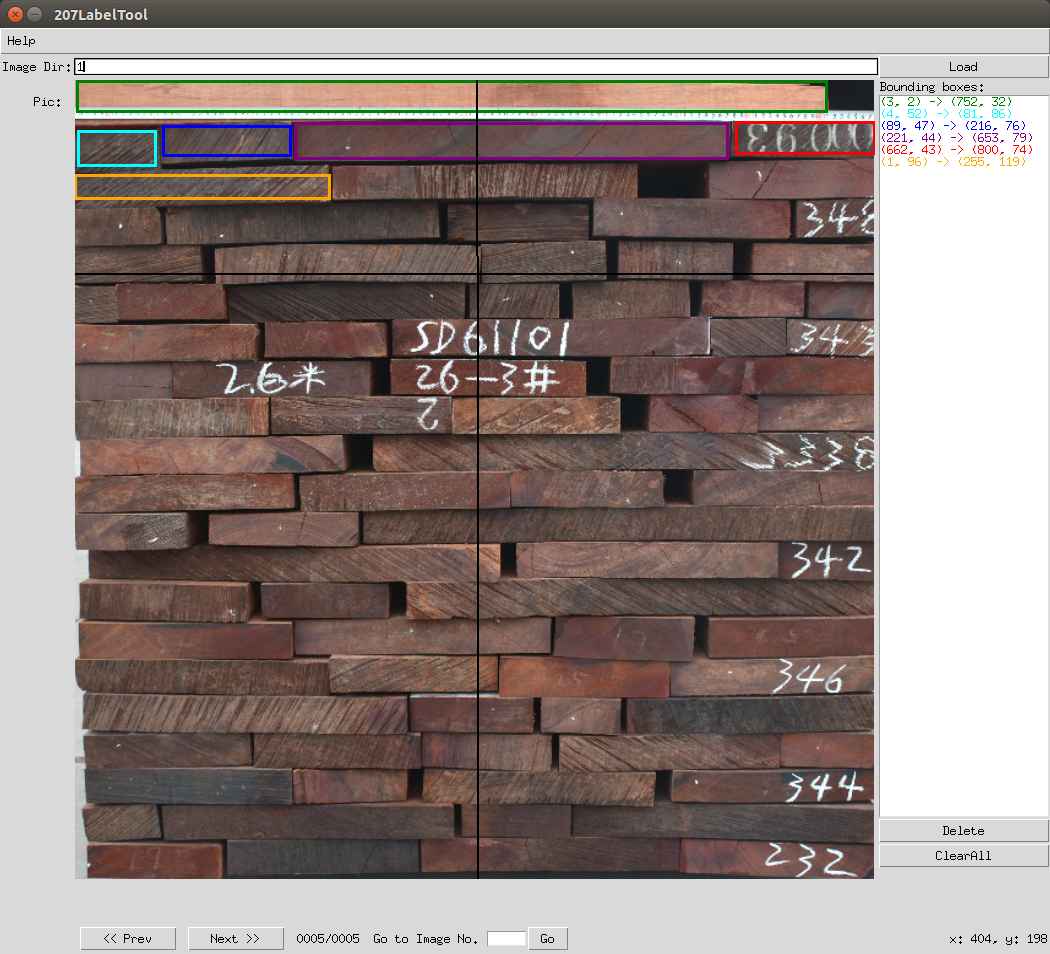 207LabelTool
Help
Image Dir: 1 Load
Pic: Bounding boxes:
(3, 2) -> (752, 32)
(4, 52) -> (81, 86)
(89, 47) -> (216, 76)
(221, 44) -> (653, 79)
(662, 43) -> (800, 74)
(1, 96) -> (255, 119)
348
SD61101
343
2.6米
26-3#
2
3338
342
346
344
232
Delete
ClearAll
<< Prev Next >> 0005/0005 Go to Image No. Go x: 404, y: 198